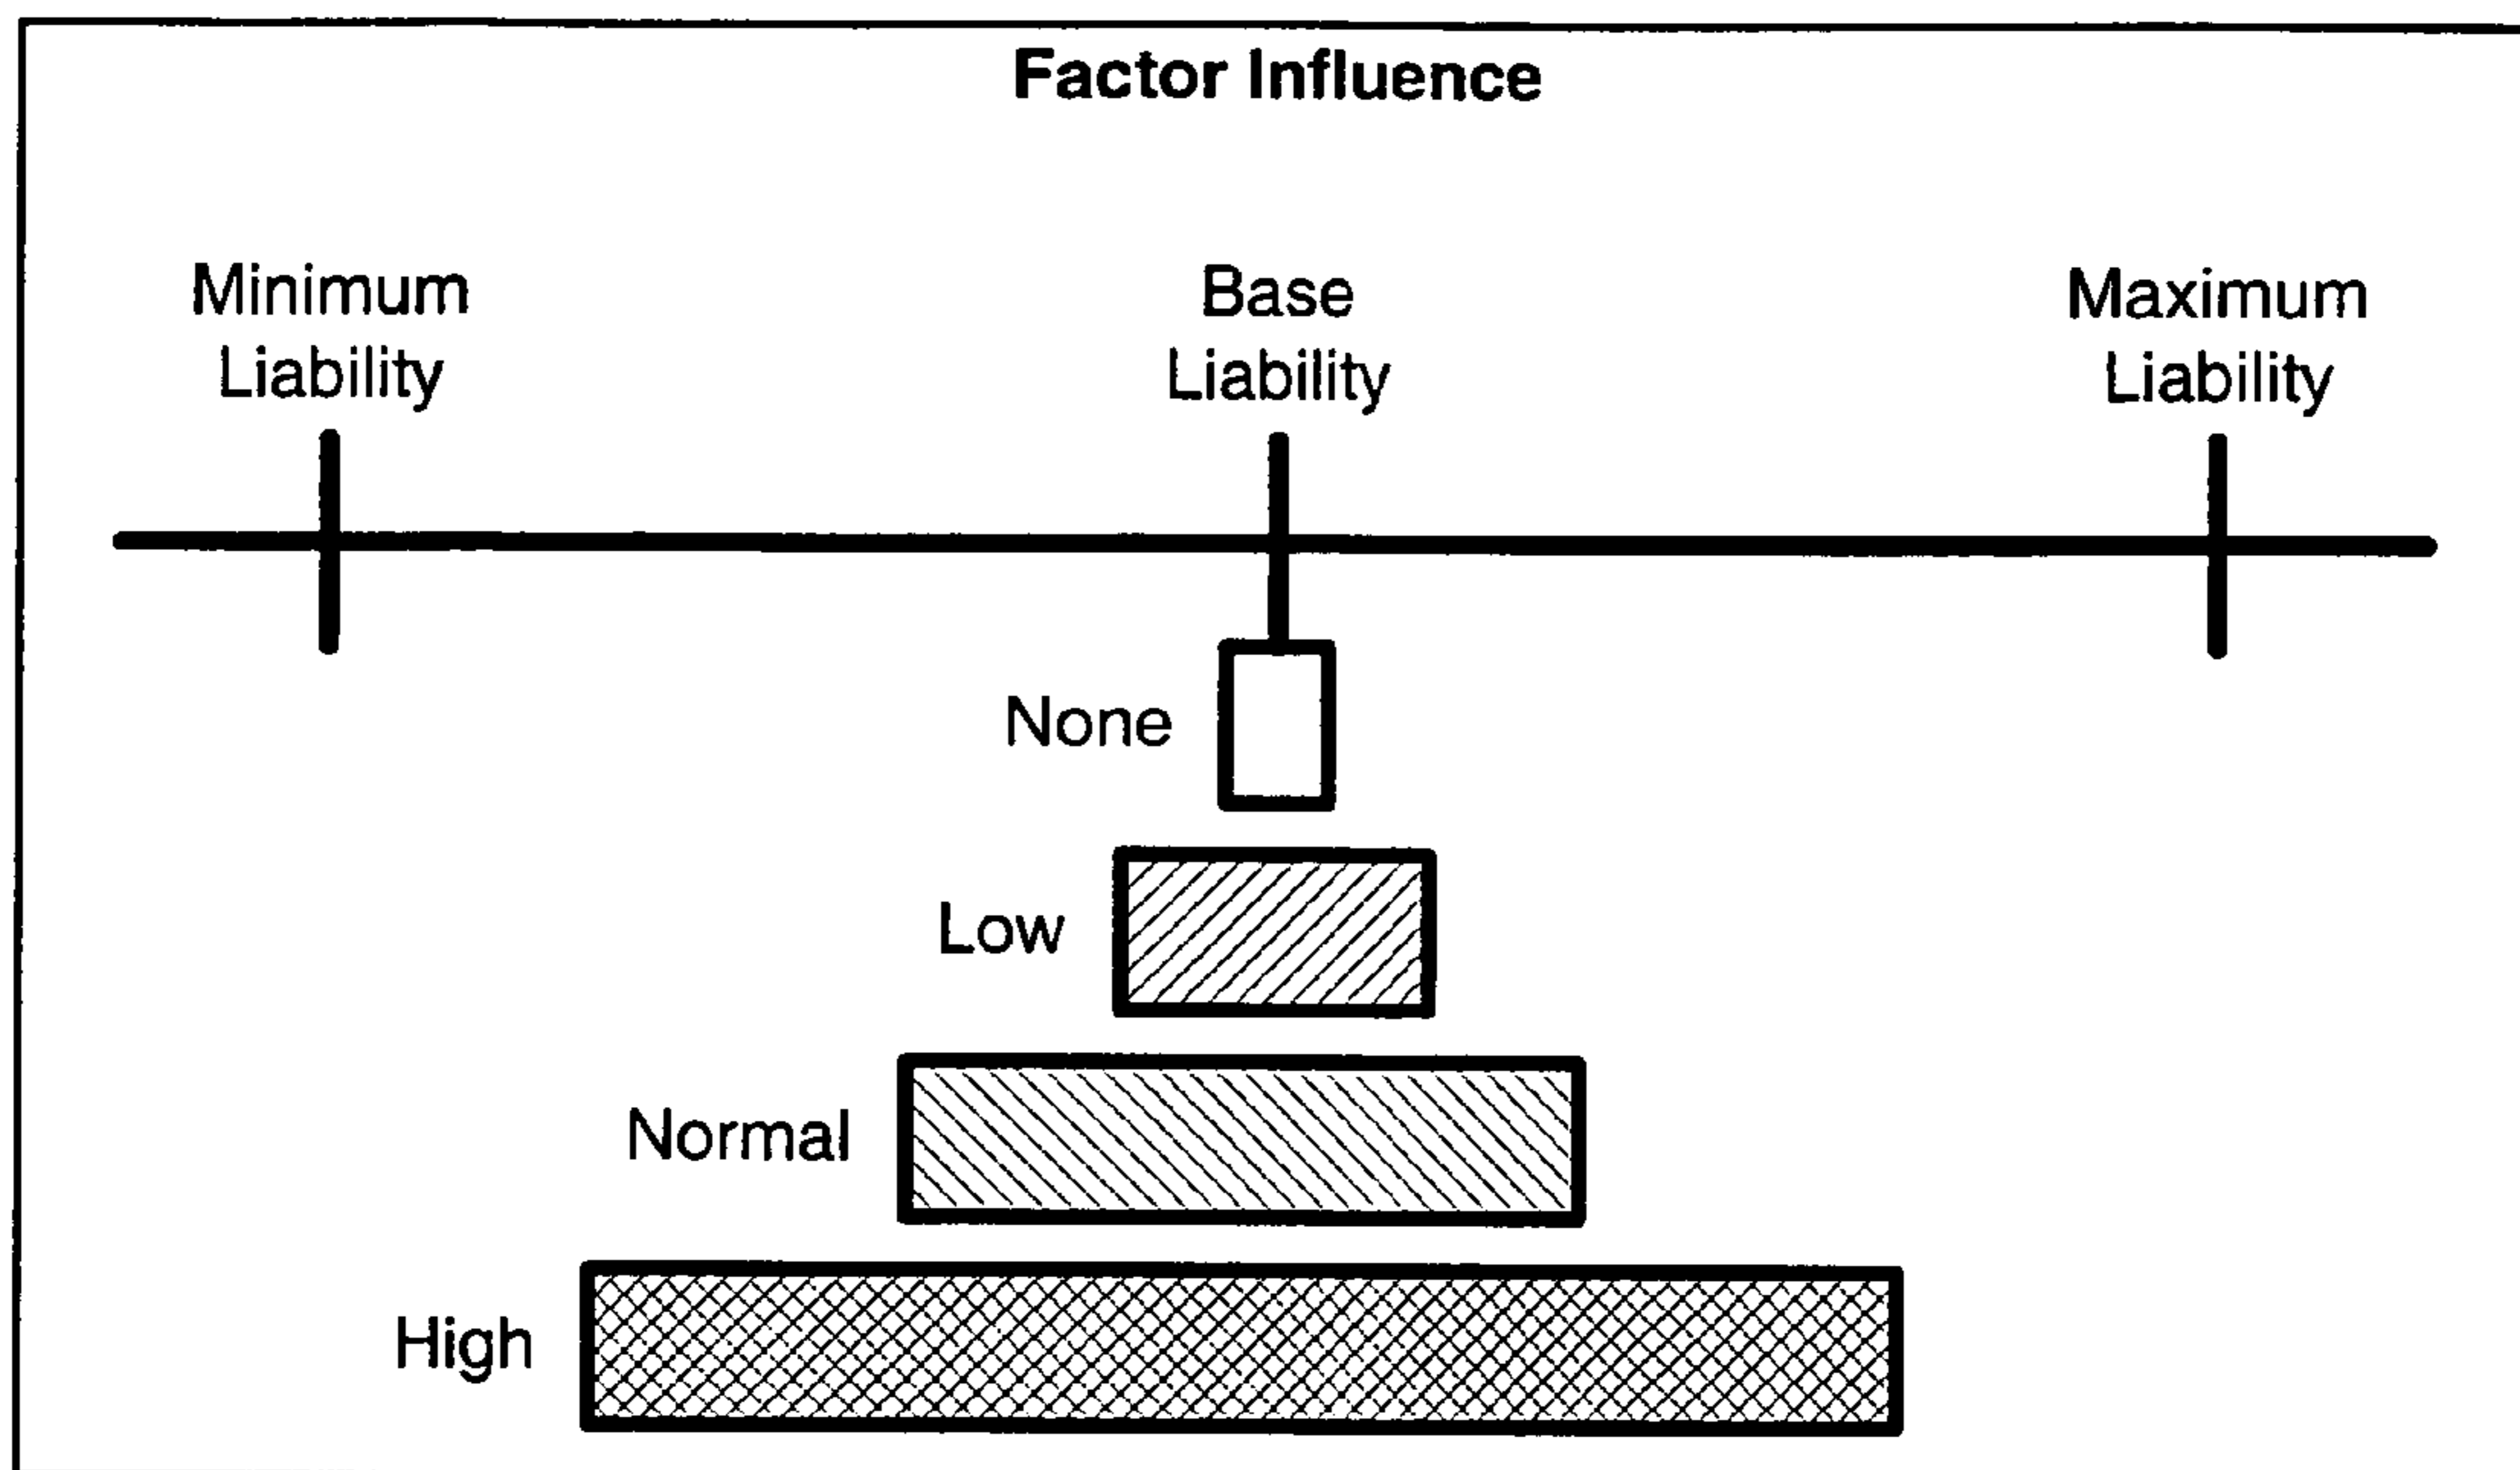 Factor Influence
Minimum
Liability
Base
Liability
Maximum
Liability
None
Low
Normal
High